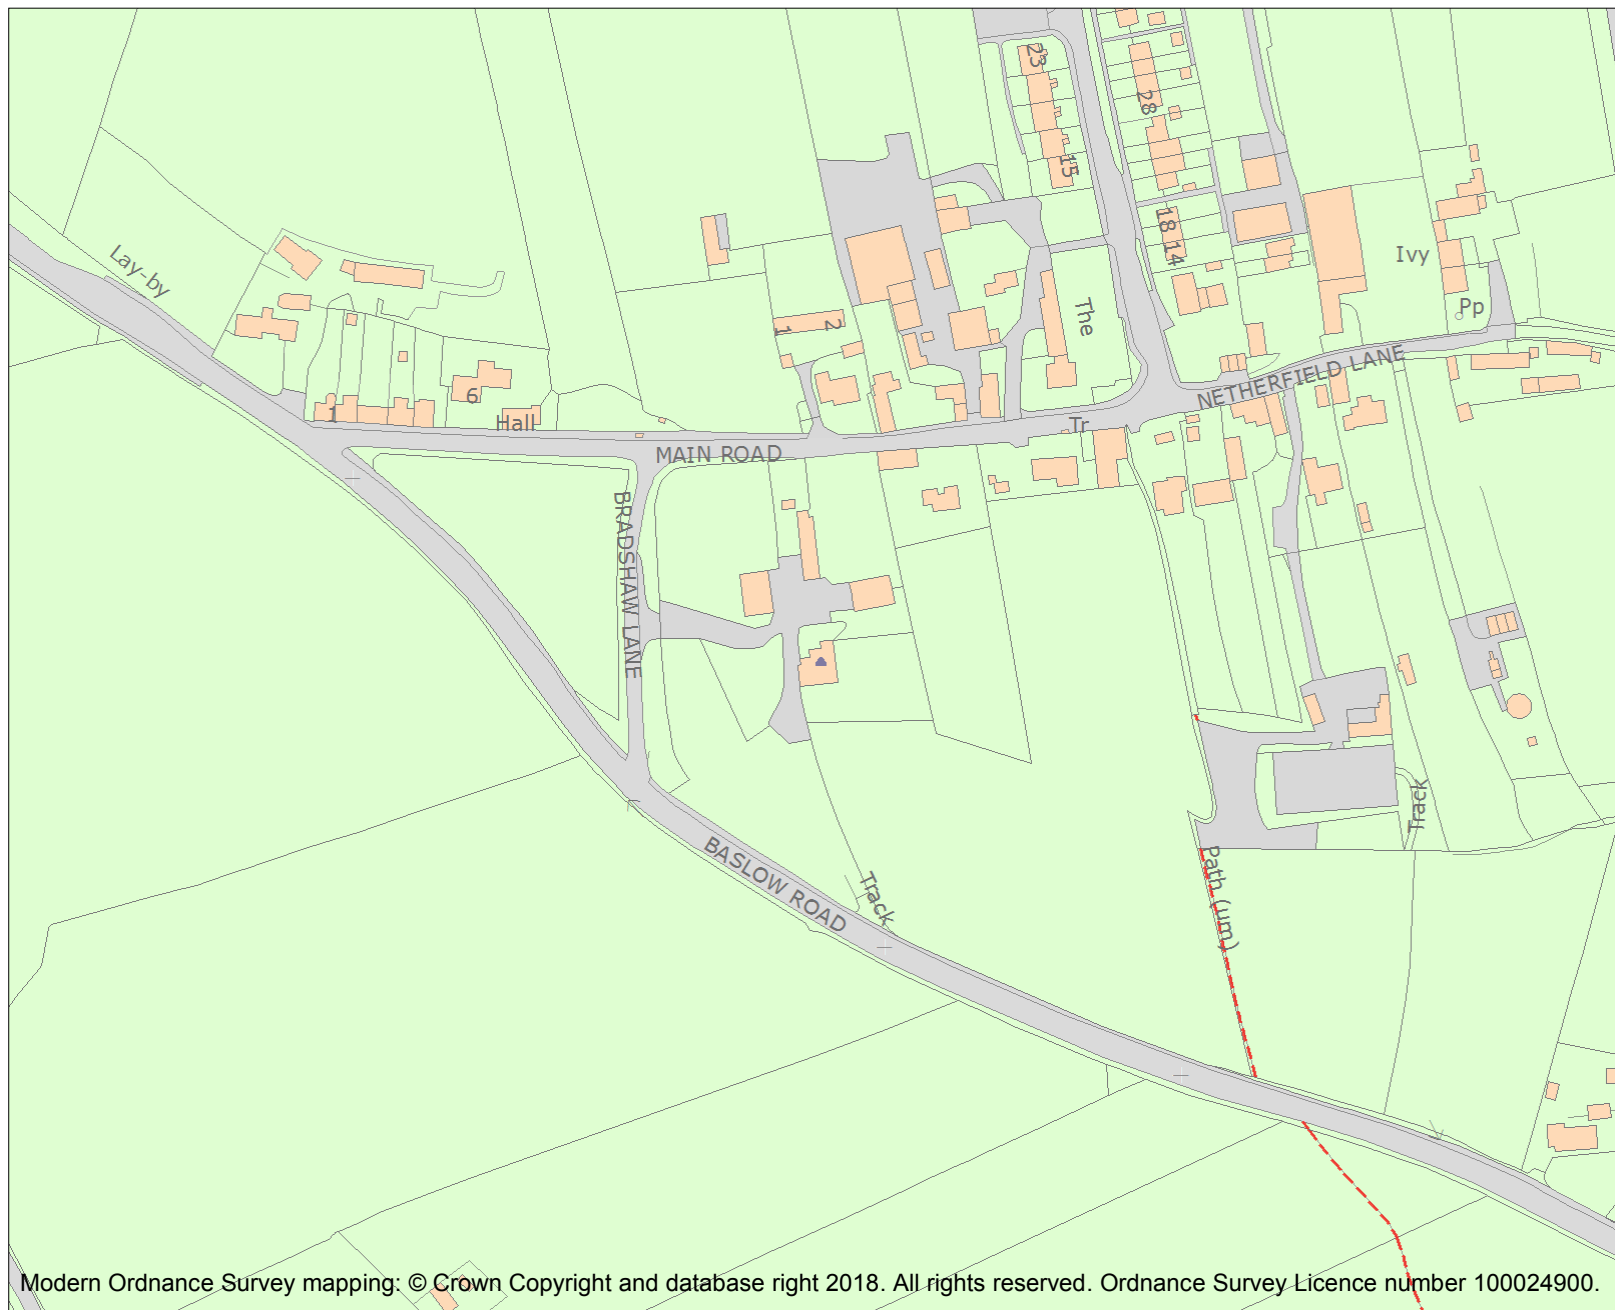 23
28
15
18
14
Lay-by
Ivy
The
Pp
1
2
NETHERFIELD LANE
6
1
Hall
Tr
MAIN ROAD
BRADSHAW LANE
Track
BASLOW ROAD
Track
Path (um)
Modern Ordnance Survey mapping: © Crown Copyright and database right 2018. All rights reserved. Ordnance Survey Licence number 100024900.